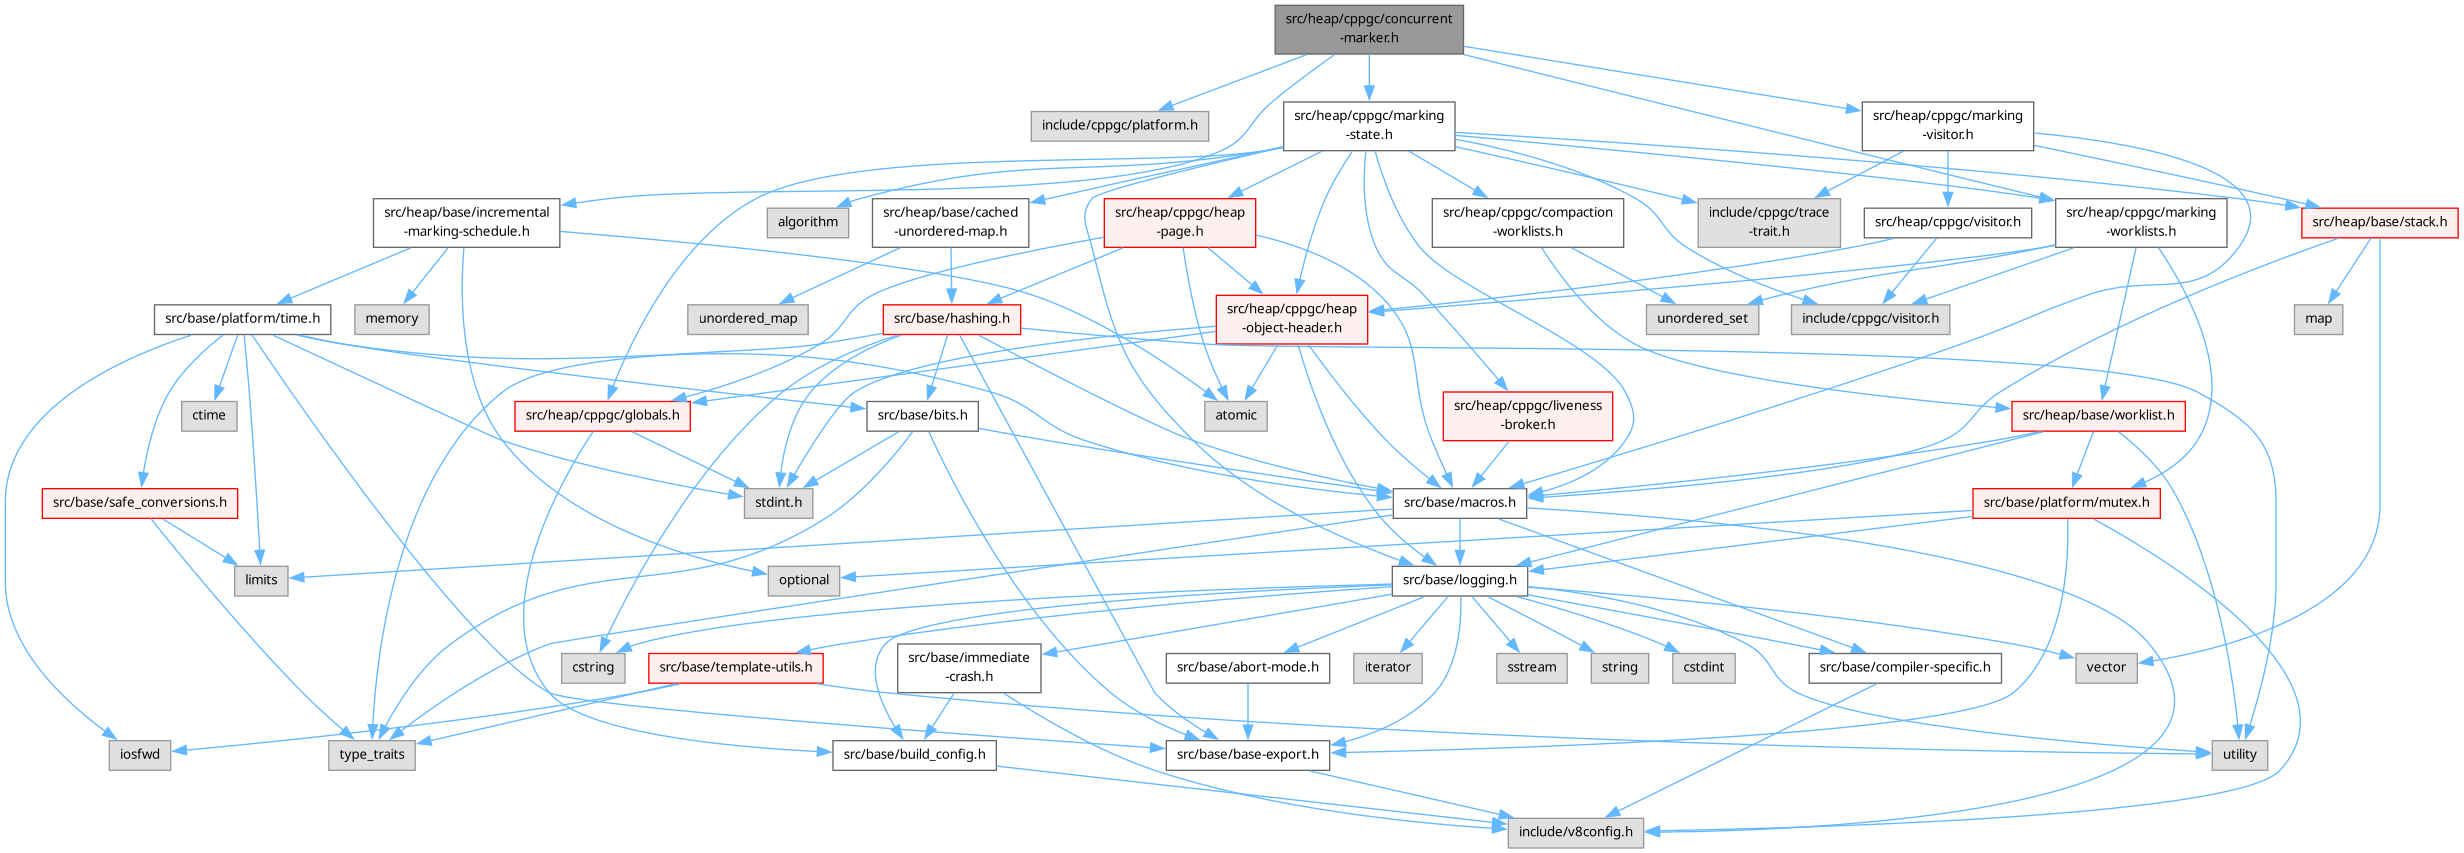 src/heap/cppgc/concurrent
-marker.h
include/cppgc/platform.h
src/heap/cppgc/marking
-state.h
src/heap/cppgc/marking
-visitor.h
src/heap/base/incremental
-marking-schedule.h
algorithm
src/heap/base/cached
-unordered-map.h
src/heap/cppgc/heap
-page.h
src/heap/cppgc/compaction
-worklists.h
include/cppgc/trace
-trait.h
src/heap/cppgc/visitor.h
src/heap/cppgc/marking
-worklists.h
src/heap/base/stack.h
src/base/platform/time.h
memory
unordered_map
src/base/hashing.h
src/heap/cppgc/heap
-object-header.h
unordered_set
include/cppgc/visitor.h
map
ctime
src/heap/cppgc/globals.h
src/base/bits.h
atomic
src/heap/cppgc/liveness
-broker.h
src/heap/base/worklist.h
src/base/safe_conversions.h
stdint.h
src/base/macros.h
src/base/platform/mutex.h
limits
optional
src/base/logging.h
cstring
src/base/template-utils.h
src/base/immediate
-crash.h
src/base/abort-mode.h
iterator
sstream
string
cstdint
src/base/compiler-specific.h
vector
iosfwd
type_traits
src/base/build_config.h
src/base/base-export.h
utility
include/v8config.h